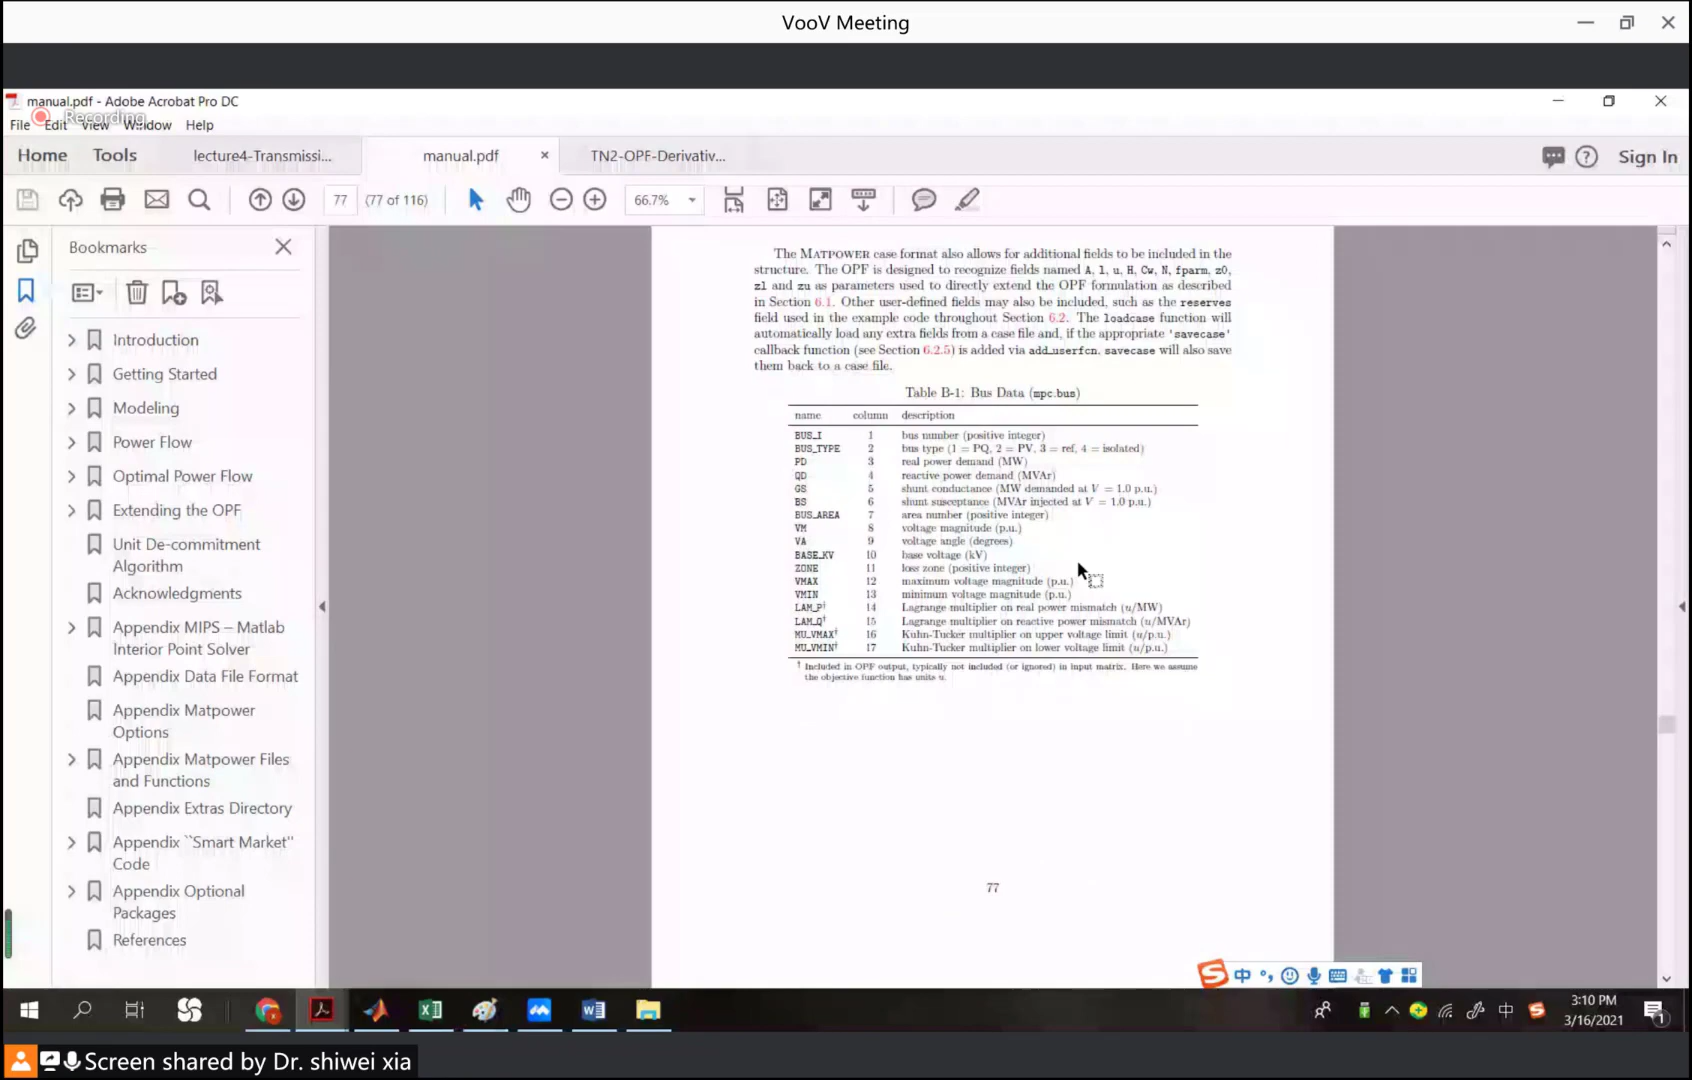 VooV Meeting
manual.pdf - Adobe Acrobat Pro DC
Recording
File Edit View Window Help
Home Tools lecture4-Transmissi... manual.pdf × TN2-OPF-Derivativ... Sign In
77 (77 of 116) 66.7%
Bookmarks
Introduction
Getting Started
Modeling
Power Flow
Optimal Power Flow
Extending the OPF
Unit De-commitment
Algorithm
Acknowledgments
Appendix MIPS – Matlab
Interior Point Solver
Appendix Data File Format
Appendix Matpower
Options
Appendix Matpower Files
and Functions
Appendix Extras Directory
Appendix ``Smart Market''
Code
Appendix Optional
Packages
References
The MATPOWER case format also allows for additional fields to be included in the
structure. The OPF is designed to recognize fields named A, l, u, H, Cw, N, fparm, z0,
zl and zu as parameters used to directly extend the OPF formulation as described
in Section 6.1. Other user-defined fields may also be included, such as the reserves
field used in the example code throughout Section 6.2. The loadcase function will
automatically load any extra fields from a case file and, if the appropriate 'savecase'
callback function (see Section 6.2.5) is added via add_userfcn, savecase will also save
them back to a case file.
Table B-1: Bus Data (mpc.bus)
name column description
BUS_I 1 bus number (positive integer)
BUS_TYPE 2 bus type (1 = PQ, 2 = PV, 3 = ref, 4 = isolated)
PD 3 real power demand (MW)
QD 4 reactive power demand (MVAr)
GS 5 shunt conductance (MW demanded at V = 1.0 p.u.)
BS 6 shunt susceptance (MVAr injected at V = 1.0 p.u.)
BUS_AREA 7 area number (positive integer)
VM 8 voltage magnitude (p.u.)
VA 9 voltage angle (degrees)
BASE_KV 10 base voltage (kV)
ZONE 11 loss zone (positive integer)
VMAX 12 maximum voltage magnitude (p.u.)
VMIN 13 minimum voltage magnitude (p.u.)
LAM_P† 14 Lagrange multiplier on real power mismatch (u/MW)
LAM_Q† 15 Lagrange multiplier on reactive power mismatch (u/MVAr)
MU_VMAX† 16 Kuhn-Tucker multiplier on upper voltage limit (u/p.u.)
MU_VMIN† 17 Kuhn-Tucker multiplier on lower voltage limit (u/p.u.)
† Included in OPF output, typically not included (or ignored) in input matrix. Here we assume
the objective function has units u.
77
中
中
3:10 PM
3/16/2021
1
Screen shared by Dr. shiwei xia